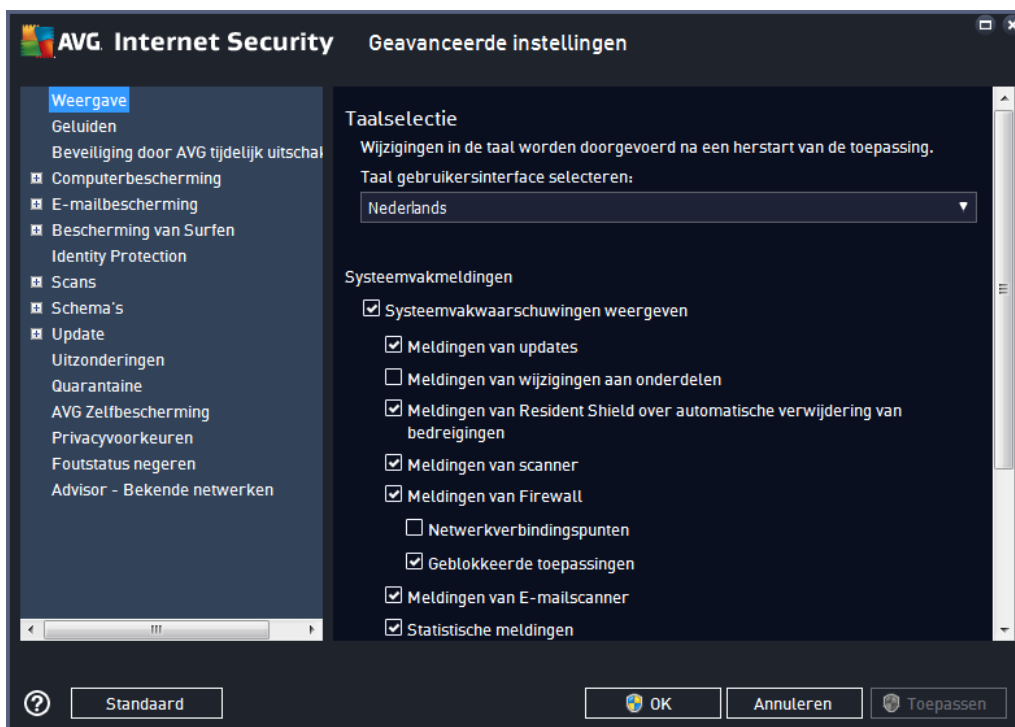 AVG. Internet Security
Geavanceerde instellingen
Weergave
Geluiden
Beveiliging door AVG tijdelijk uitschal
Computerbescherming
E-mailbescherming
Bescherming van Surfen
Identity Protection
Scans
Schema's
Update
Uitzonderingen
Quarantaine
AVG Zelfbescherming
Privacyvoorkeuren
Foutstatus negeren
Advisor - Bekende netwerken
Taalselectie
Wijzigingen in de taal worden doorgevoerd na een herstart van de toepassing.
Taal gebruikersinterface selecteren:
Nederlands
Systeemvakmeldingen
Systeemvakwaarschuwingen weergeven
Meldingen van updates
Meldingen van wijzigingen aan onderdelen
Meldingen van Resident Shield over automatische verwijdering van
bedreigingen
Meldingen van scanner
Meldingen van Firewall
Netwerkverbindingspunten
Geblokkeerde toepassingen
Meldingen van E-mailscanner
Statistische meldingen
Standaard
OK
Annuleren
Toepassen